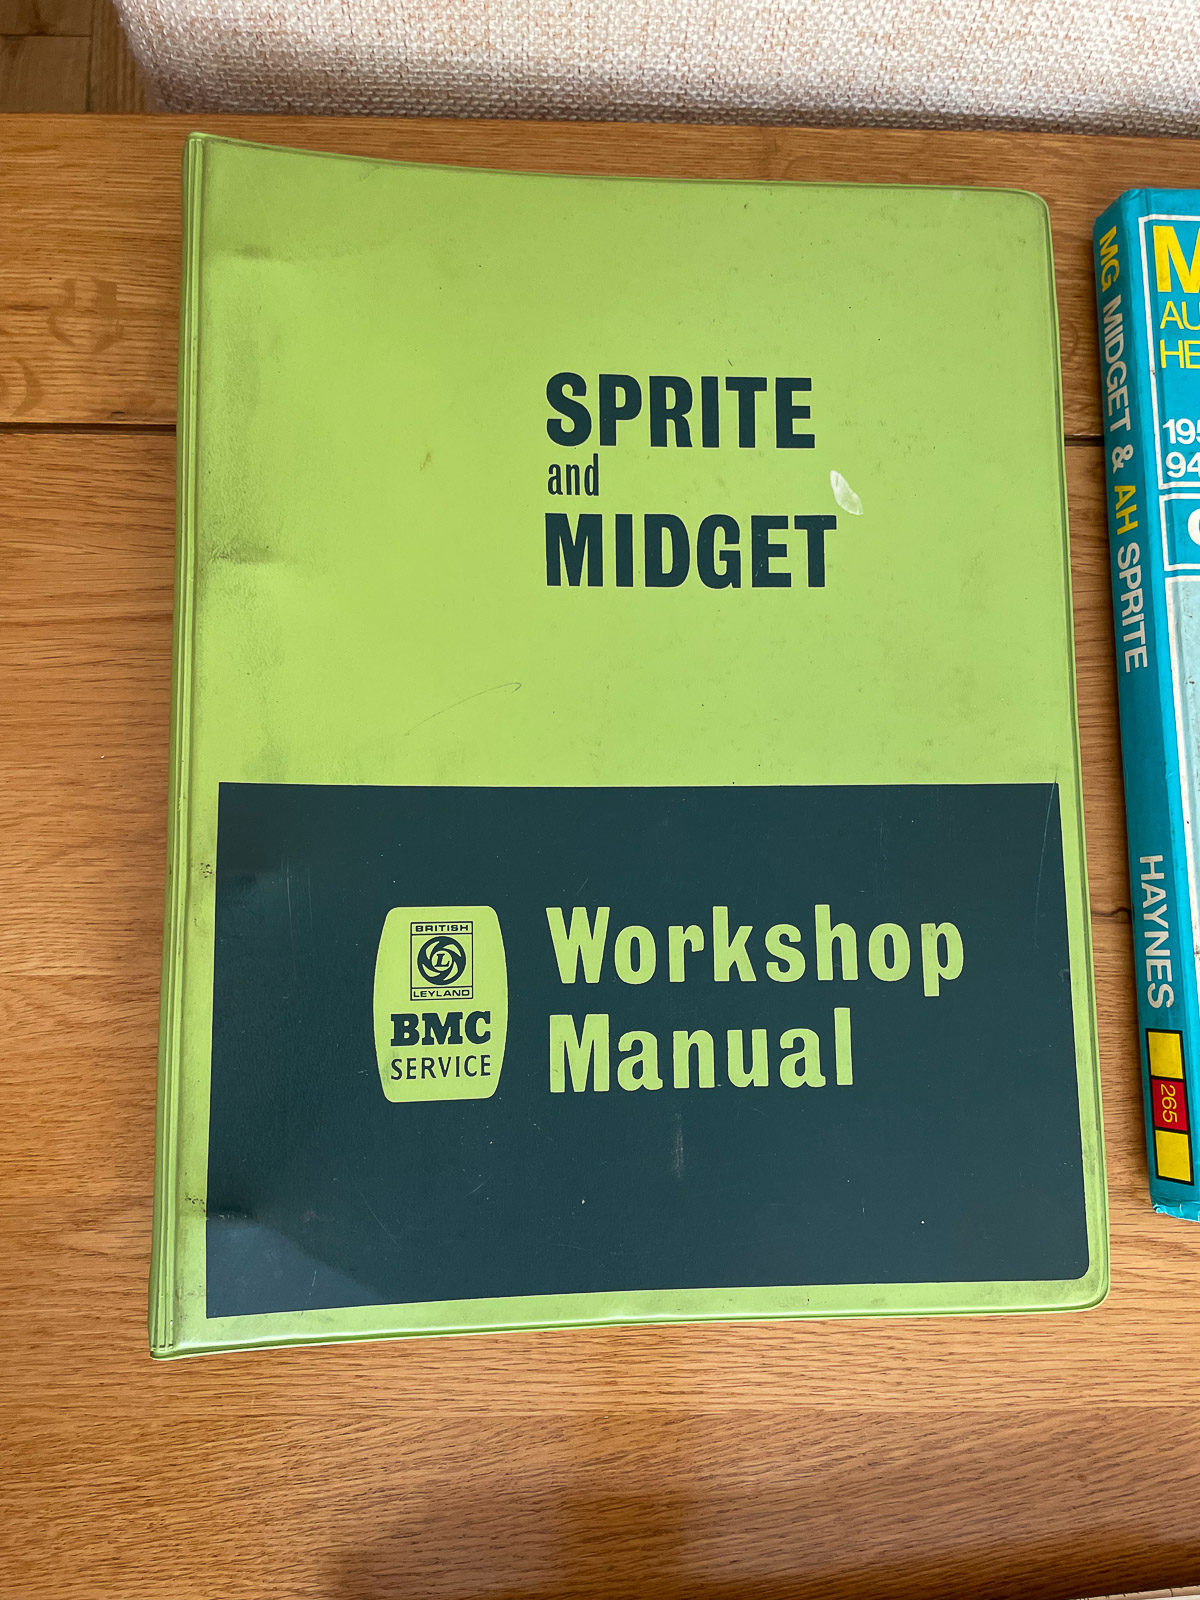 SPRITE
and
MIDGET
BRITISH
L
LEYLAND
BMC
SERVICE
Workshop
Manual
MG MIDGET & AH SPRITE
HAYNES
265